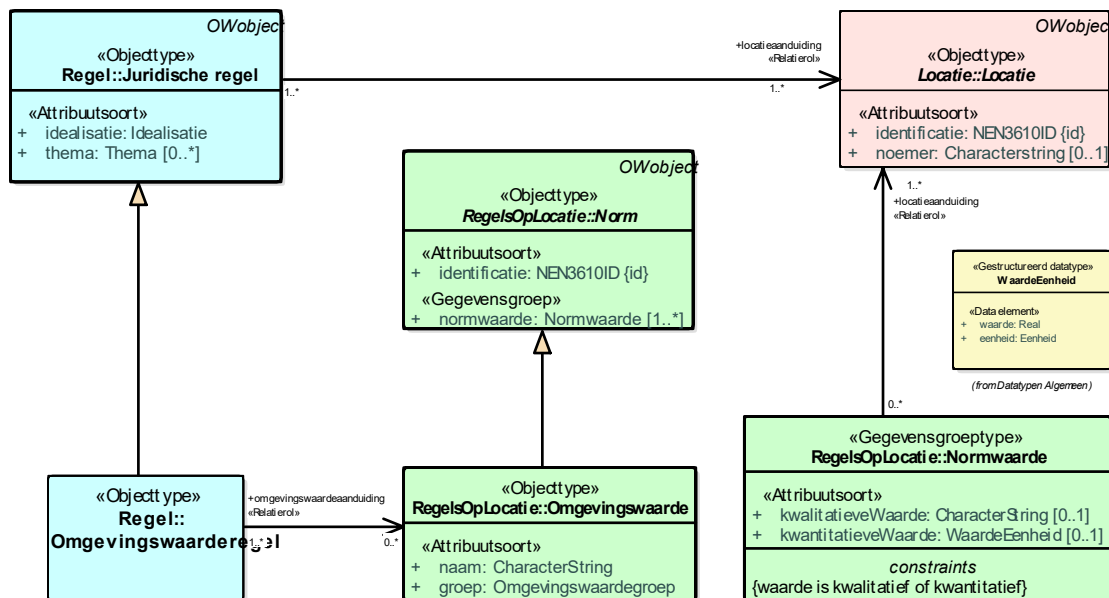 OWobject
«Objecttype»
Regel::Juridische regel
«Attribuutsoort»
+ idealisatie: Idealisatie
+ thema: Thema [0..*]
1..*
+locatieaanduiding
«Relatierol»
1..*
OWobject
«Objecttype»
Locatie::Locatie
«Attribuutsoort»
+ identificatie: NEN3610ID {id}
+ noemer: Characterstring [0..1]
OWobject
«Objecttype»
RegelsOpLocatie::Norm
«Attribuutsoort»
+ identificatie: NEN3610ID {id}
«Gegevensgroep»
+ normwaarde: Normwaarde [1..*]
1..*
+locatieaanduiding
«Relatierol»
«Gestructureerd datatype»
WaardeEenheid
«Data element»
+ waarde: Real
+ eenheid: Eenheid
(from Datatypen Algemeen)
0..*
«Objecttype»
Regel::
Omgevingswaarderegel
+omgevingswaardeaanduiding
«Relatierol»
1..*
0..*
«Objecttype»
RegelsOpLocatie::Omgevingswaarde
«Attribuutsoort»
+ naam: CharacterString
+ groep: Omgevingswaardegroep
«Gegevensgroeptype»
RegelsOpLocatie::Normwaarde
«Attribuutsoort»
+ kwalitatieveWaarde: CharacterString [0..1]
+ kwantitatieveWaarde: WaardeEenheid [0..1]
constraints
{waarde is kwalitatief of kwantitatief}